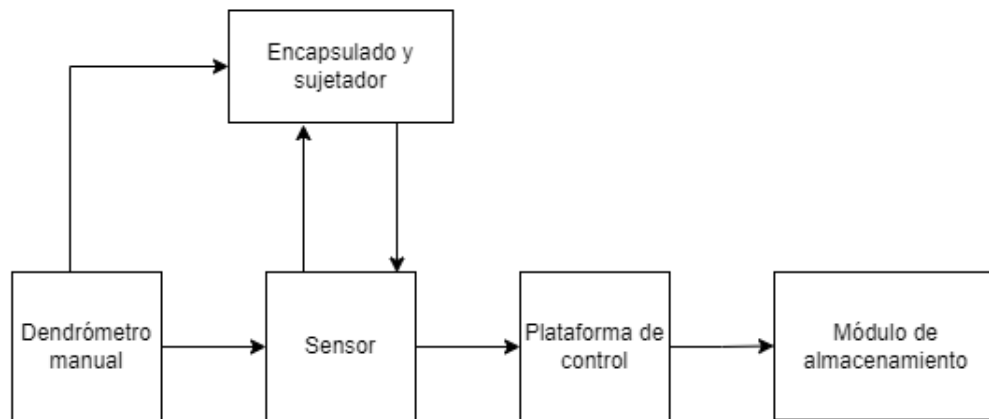 Encapsulado y
sujetador
Dendrómetro
manual
Sensor
Plataforma de
control
Módulo de
almacenamiento